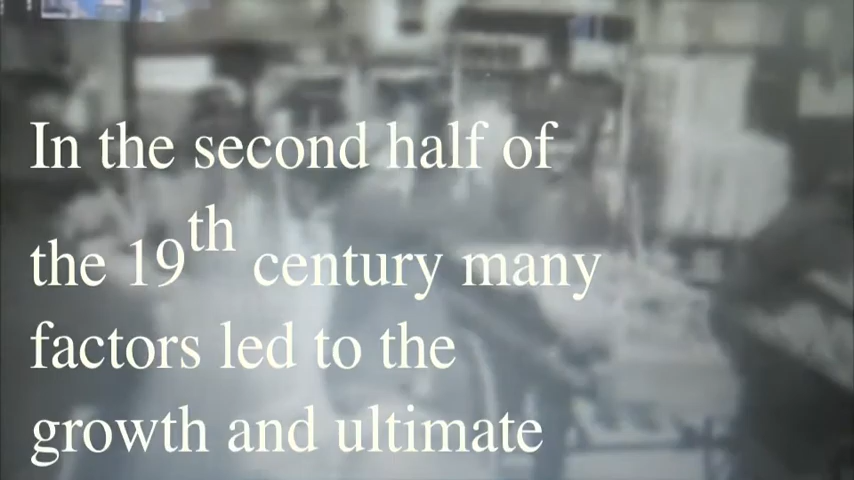 In the second half of
the 19th century many
factors led to the
growth and ultimate